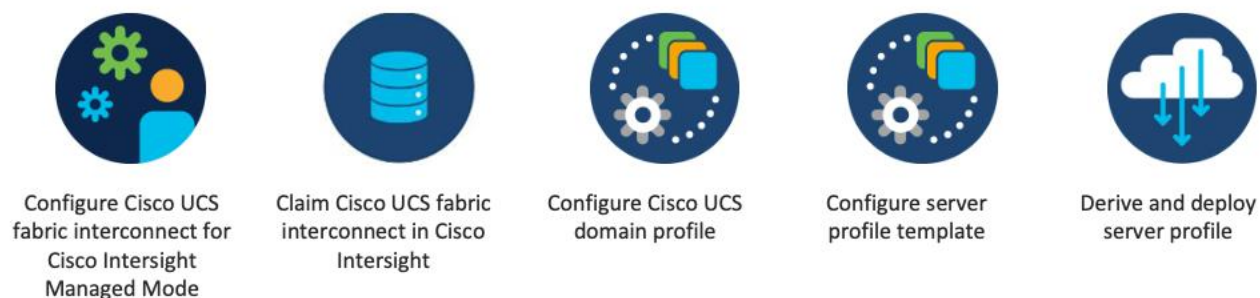 Configure Cisco UCS
fabric interconnect for
Cisco Intersight
Managed Mode
Claim Cisco UCS fabric
interconnect in Cisco
Intersight
Configure Cisco UCS
domain profile
Configure server
profile template
Derive and deploy
server profile